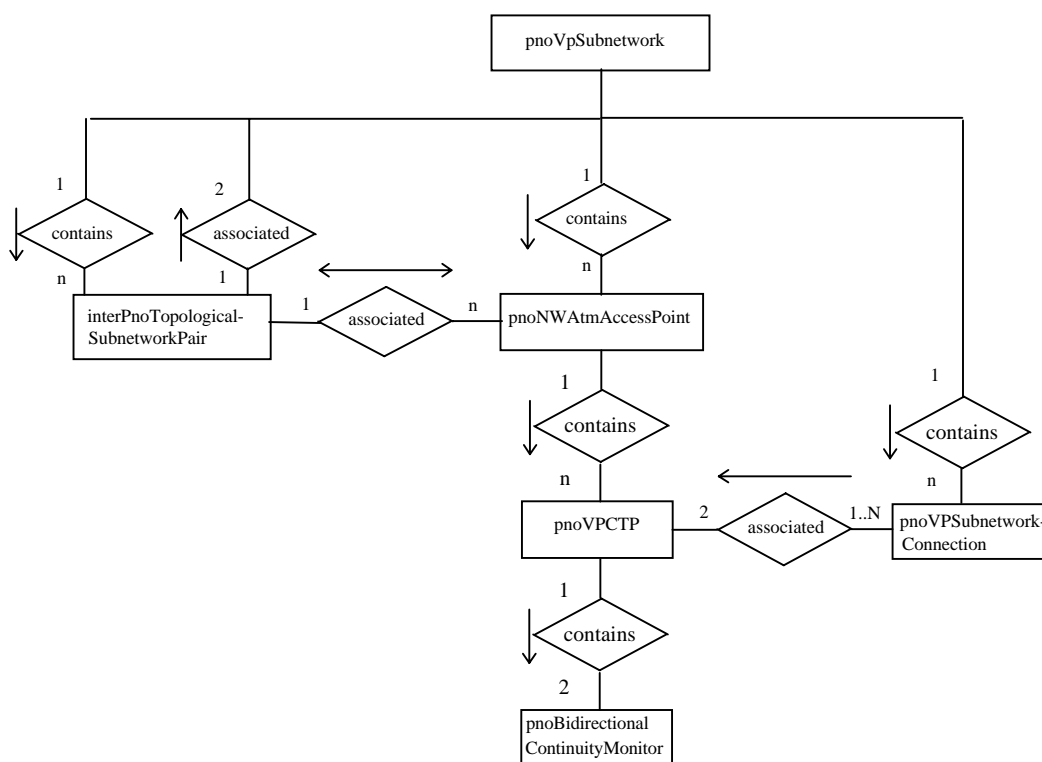 pnoVpSubnetwork
1
2
1
1
contains
associated
contains
contains
n
1
n
n
interPnoTopological-
SubnetworkPair
1
associated
n
pnoNWAtmAccessPoint
1
contains
n
pnoVPCTP
2
associated
1..N
pnoVPSubnetwork-
Connection
1
contains
2
pnoBidirectional
ContinuityMonitor